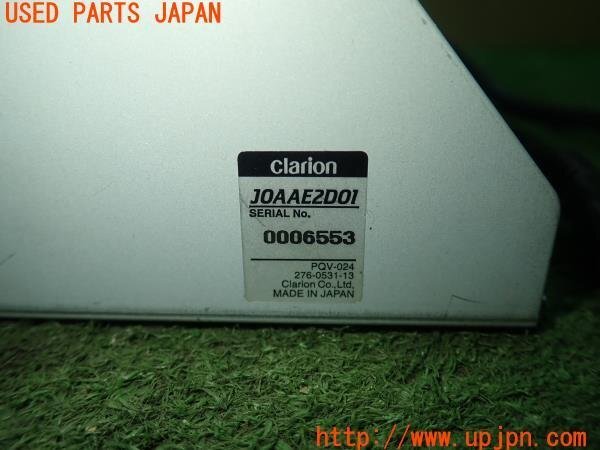 USED PARTS JAPAN
clarion
JOAAE2D01
SERIAL No.
0006553
PQV-024
276-0531-13
Clarion Co., Ltd.
MADE IN JAPAN
http://www.upjpn.com